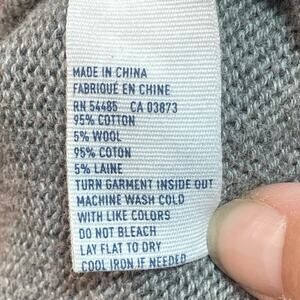 MADE IN CHINA
FABRIQUÉ EN CHINE
RN 54485 CA 03873
95% COTTON
5% WOOL
95% COTON
5% LAINE
TURN GARMENT INSIDE OUT
MACHINE WASH COLD
WITH LIKE COLORS
DO NOT BLEACH
LAY FLAT TO DRY
COOL IRON IF NEEDED